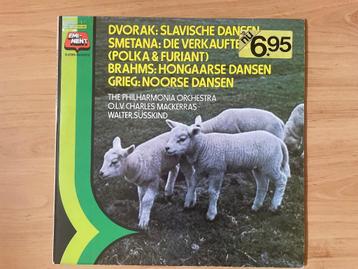 EMI-
NENT
DVORAK: SLAVISCHE DANSEN
SMETANA: DIE VERKAUFTE
(POLKA & FURIANT)
BRAHMS: HONGAARSE DANSEN
GRIEG: NOORSE DANSEN
6.95
THE PHILHARMONIA ORCHESTRA
O.L.V. CHARLES MACKERRAS
WALTER SUSSKIND